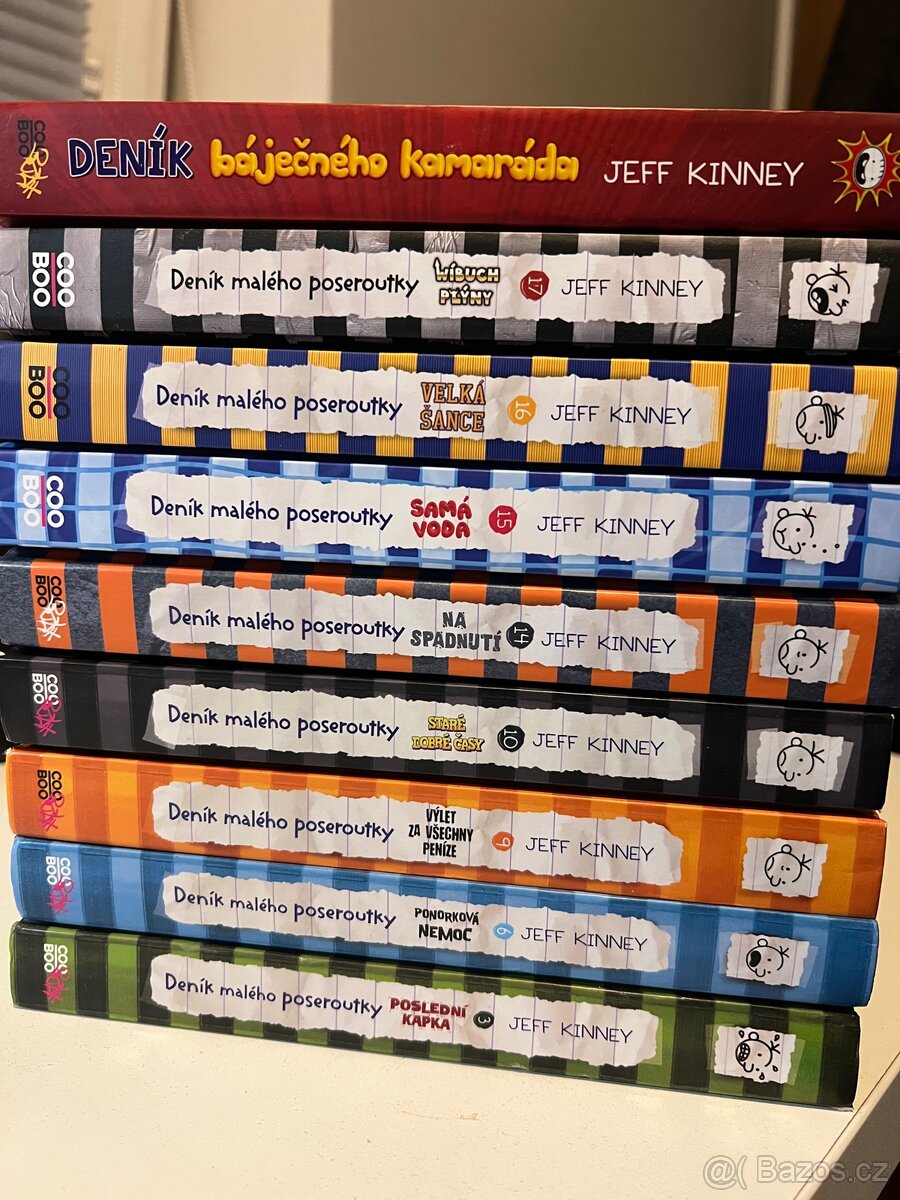 COO BOO DENÍK báječného kamaráda JEFF KINNEY
COO BOO Deník malého poseroutky WÍBUCH PLÝNY 17 JEFF KINNEY
COO BOO Deník malého poseroutky VELKÁ ŠANCE 16 JEFF KINNEY
COO BOO Deník malého poseroutky SAMÁ VODA 15 JEFF KINNEY
COO BOO Deník malého poseroutky NA SPADNUTÍ 14 JEFF KINNEY
COO BOO Deník malého poseroutky STARÉ DOBRÉ ČASY 10 JEFF KINNEY
COO BOO Deník malého poseroutky VÝLET ZA VŠECHNY PENÍZE 9 JEFF KINNEY
COO BOO Deník malého poseroutky PONORKOVÁ NEMOC 6 JEFF KINNEY
COO BOO Deník malého poseroutky POSLEDNÍ KAPKA 3 JEFF KINNEY
@( Bazos.cz